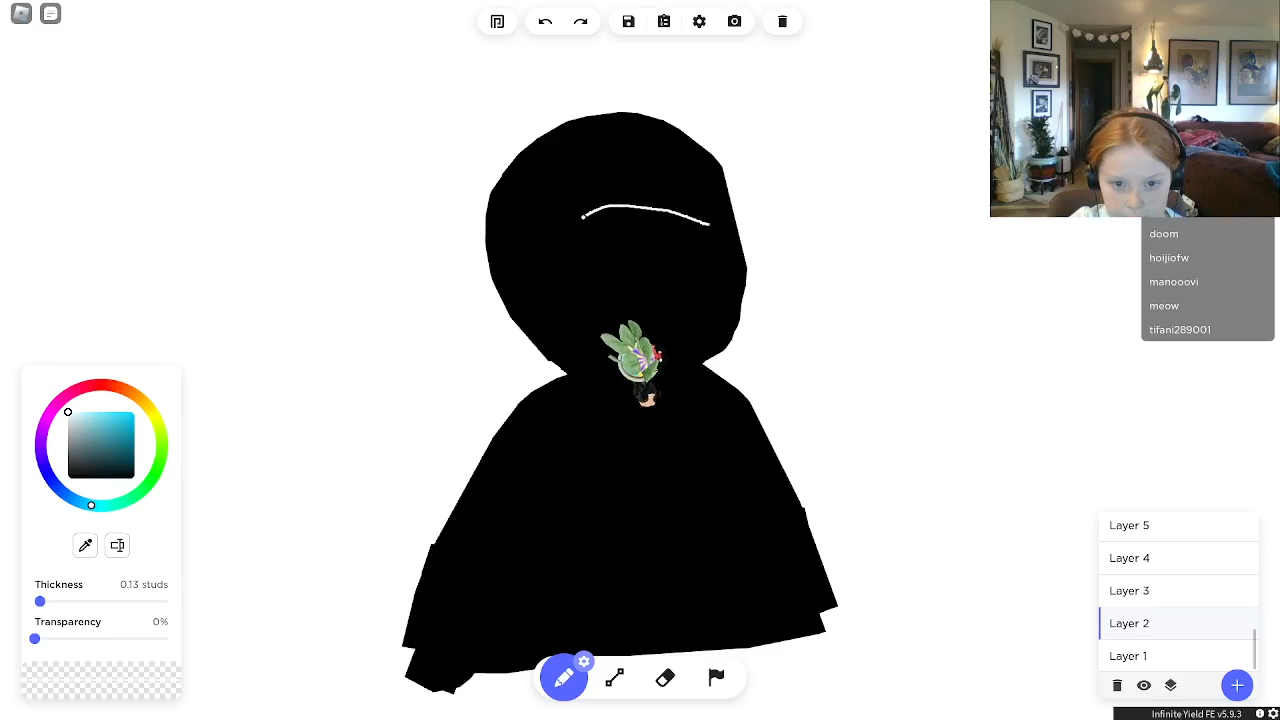 doom
hoijiofw
manooovi
meow
tifani289001
Thickness 0.13 studs
Transparency 0%
Layer 5
Layer 4
Layer 3
Layer 2
Layer 1
Infinite Yield FE v5.9.3